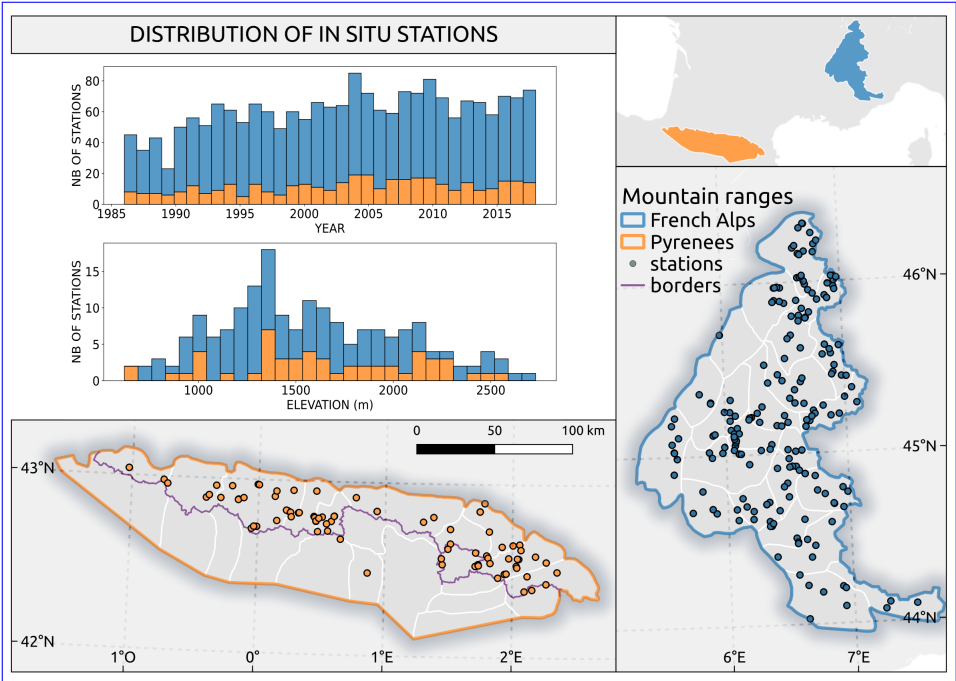 DISTRIBUTION OF IN SITU STATIONS
NB OF STATIONS
80
60
40
20
0
1985 1990 1995 2000 2005 2010 2015
YEAR
NB OF STATIONS
15
10
5
0
1000 1500 2000 2500
ELEVATION (m)
Mountain ranges
French Alps
Pyrenees
stations
borders
46°N
45°N
44°N
6°E 7°E
0 50 100 km
43°N
42°N
1°O 0° 1°E 2°E